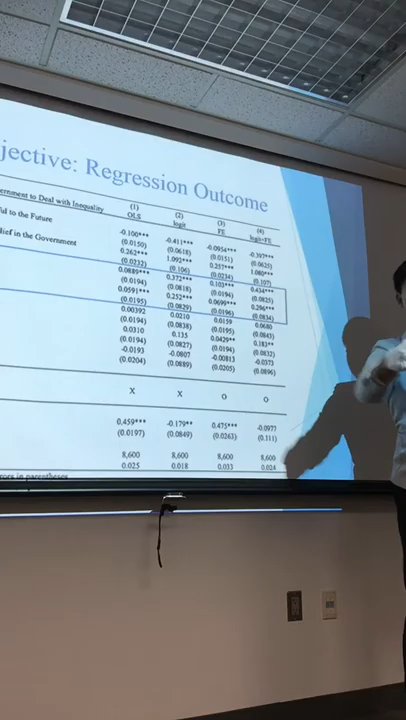 jective: Regression Outcome
ernment to Deal with Inequality (1) (2) (3) (4)
OLS logit FE logit+FE
ful to the Future -0.100*** -0.411*** -0.0954*** -0.397***
(0.0150) (0.0618) (0.0151) (0.0625)
lief in the Government 0.262*** 1.092*** 0.257*** 1.080***
(0.0232) (0.106) (0.0234) (0.107)
0.0889*** 0.372*** 0.103*** 0.434***
(0.0194) (0.0818) (0.0194) (0.0825)
0.0591*** 0.252*** 0.0699*** 0.296***
(0.0195) (0.0829) (0.0196) (0.0834)
0.00392 0.0210 0.0159 0.0680
(0.0194) (0.0838) (0.0195) (0.0843)
0.0310 0.135 0.0429** 0.183**
(0.0194) (0.0827) (0.0194) (0.0832)
-0.0193 -0.0807 -0.00813 -0.0373
(0.0204) (0.0889) (0.0205) (0.0896)
X X O O
0.459*** -0.179** 0.475*** -0.0977
(0.0197) (0.0849) (0.0263) (0.111)
8,600 8,600 8,600 8,600
0.025 0.018 0.033 0.024
rors in parentheses